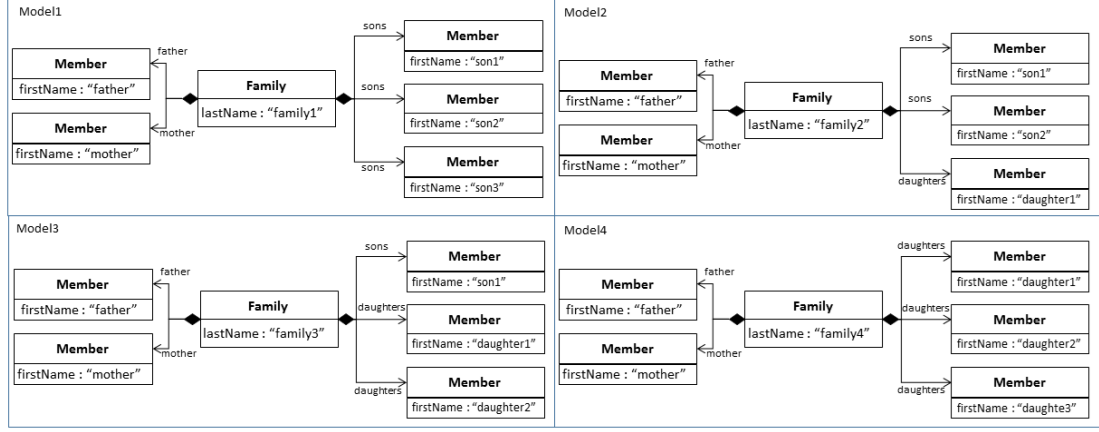 Model1
sons
Member
firstName : "son1"
father
Member
firstName : "father"
Family
lastName : "family1"
sons
Member
firstName : "son2"
Member
firstName : "mother"
mother
sons
Member
firstName : "son3"
Model2
sons
Member
firstName : "son1"
father
Member
firstName : "father"
Family
lastName : "family2"
sons
Member
firstName : "son2"
Member
firstName : "mother"
mother
daughters
Member
firstName : "daughter1"
Model3
sons
Member
firstName : "son1"
father
Member
firstName : "father"
Family
lastName : "family3"
daughters
Member
firstName : "daughter1"
Member
firstName : "mother"
mother
daughters
Member
firstName : "daughter2"
Model4
daughters
Member
firstName : "daughter1"
father
Member
firstName : "father"
Family
lastName : "family4"
daughters
Member
firstName : "daughter2"
Member
firstName : "mother"
mother
daughters
Member
firstName : "daughte3"